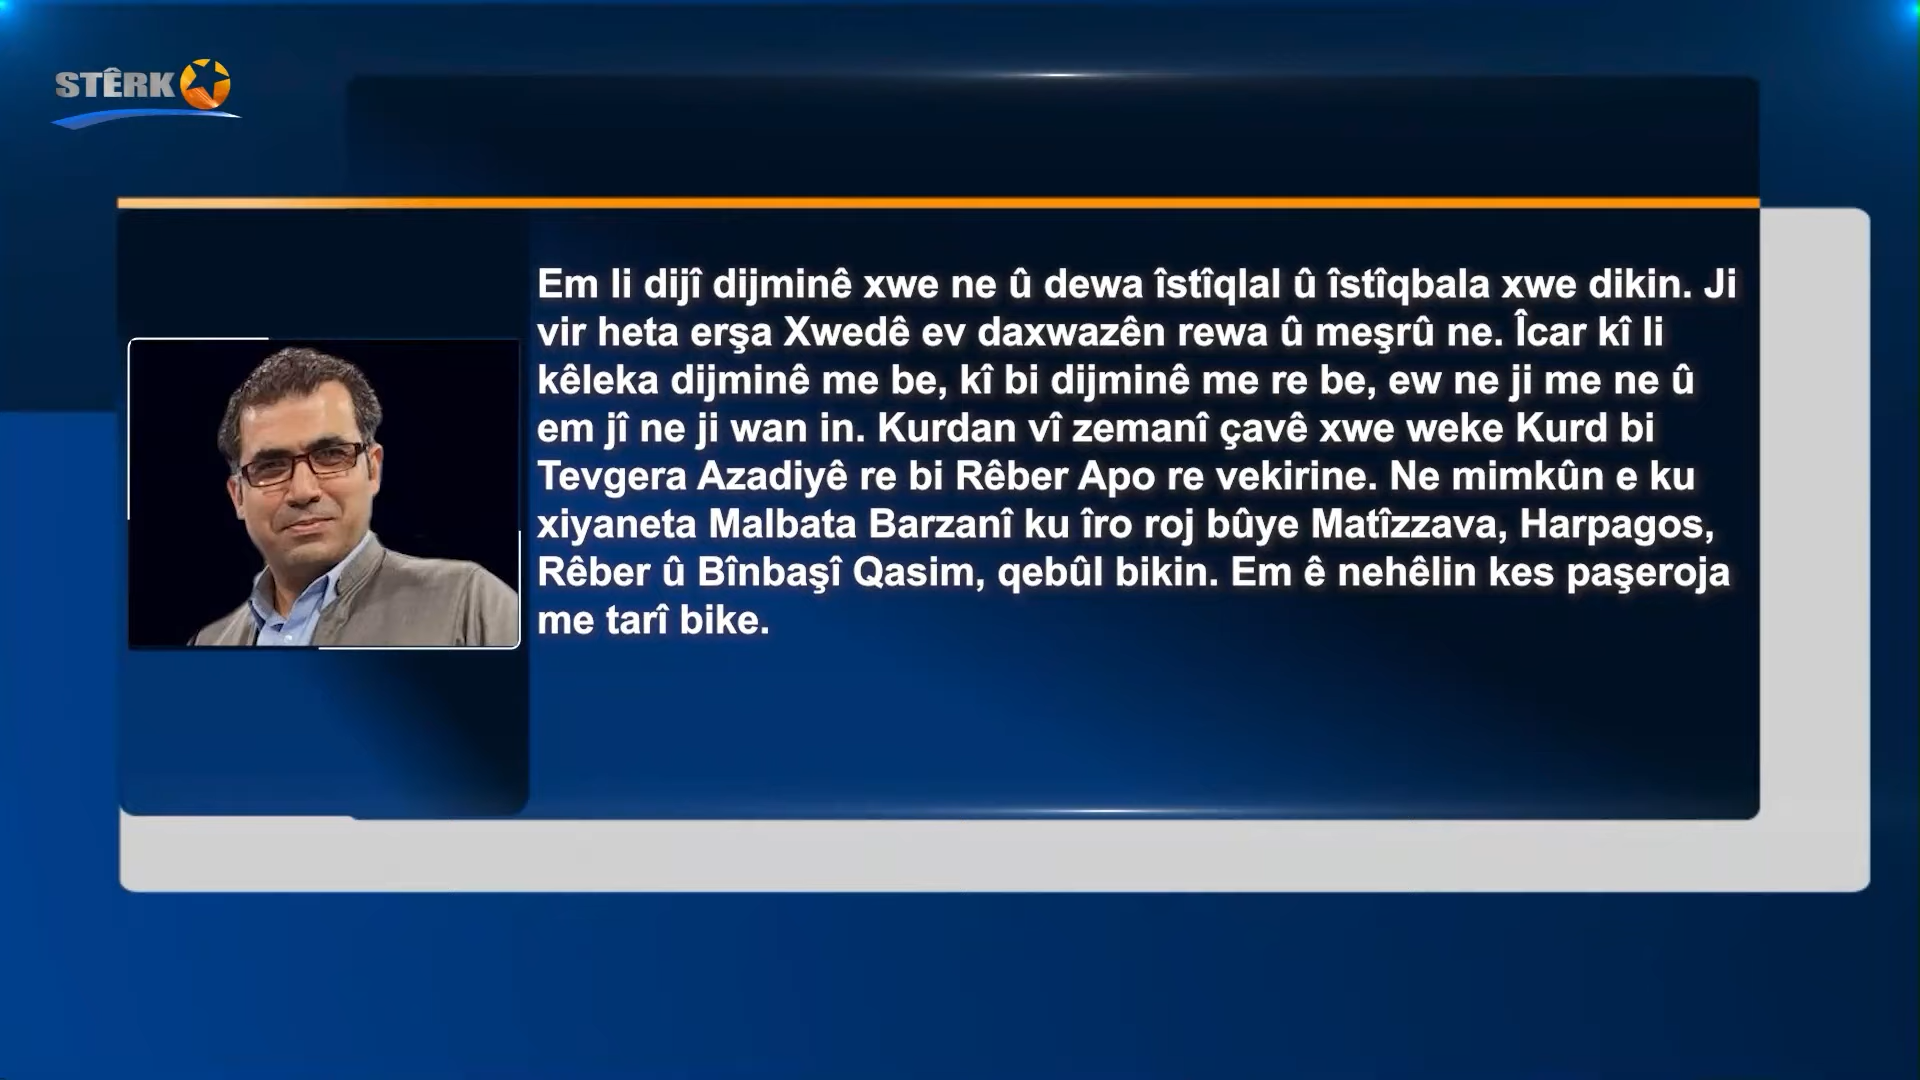 STÊRK
Em li dijî dijminê xwe ne û dewa îstîqlal û îstîqbala xwe dikin. Ji
vir heta erşa Xwedê ev daxwazên rewa û meşrû ne. Îcar kî li
kêleka dijminê me be, kî bi dijminê me re be, ew ne ji me ne û
em jî ne ji wan in. Kurdan vî zemanî çavê xwe weke Kurd bi
Tevgera Azadiyê re bi Rêber Apo re vekirine. Ne mimkûn e ku
xiyaneta Malbata Barzanî ku îro roj bûye Matîzzava, Harpagos,
Rêber û Bînbaşî Qasim, qebûl bikin. Em ê nehêlin kes paşeroja
me tarî bike.